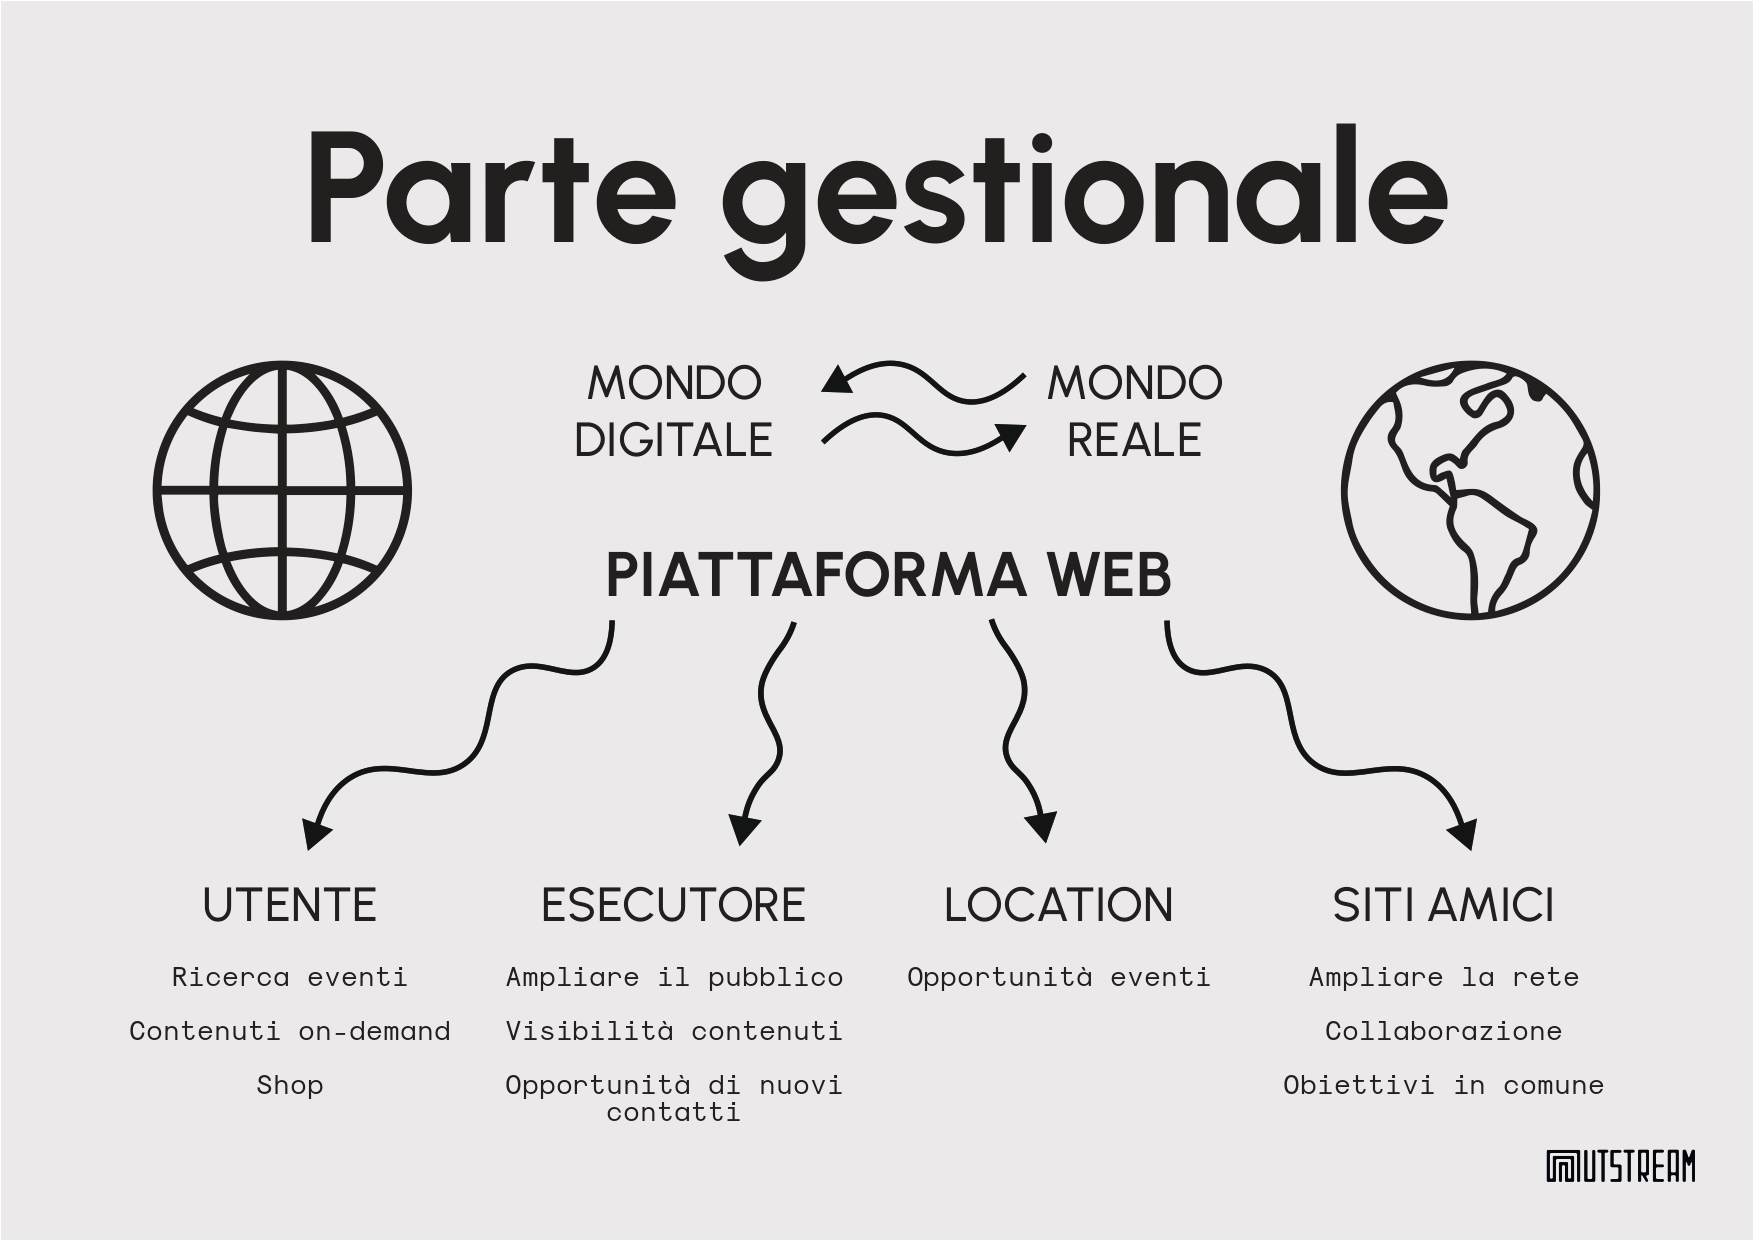 Parte gestionale
MONDO
DIGITALE
MONDO
REALE
PIATTAFORMA WEB
UTENTE
Ricerca eventi
Contenuti on-demand
Shop
ESECUTORE
Ampliare il pubblico
Visibilità contenuti
Opportunità di nuovi
contatti
LOCATION
Opportunità eventi
SITI AMICI
Ampliare la rete
Collaborazione
Obiettivi in comune
OUTSTREAM